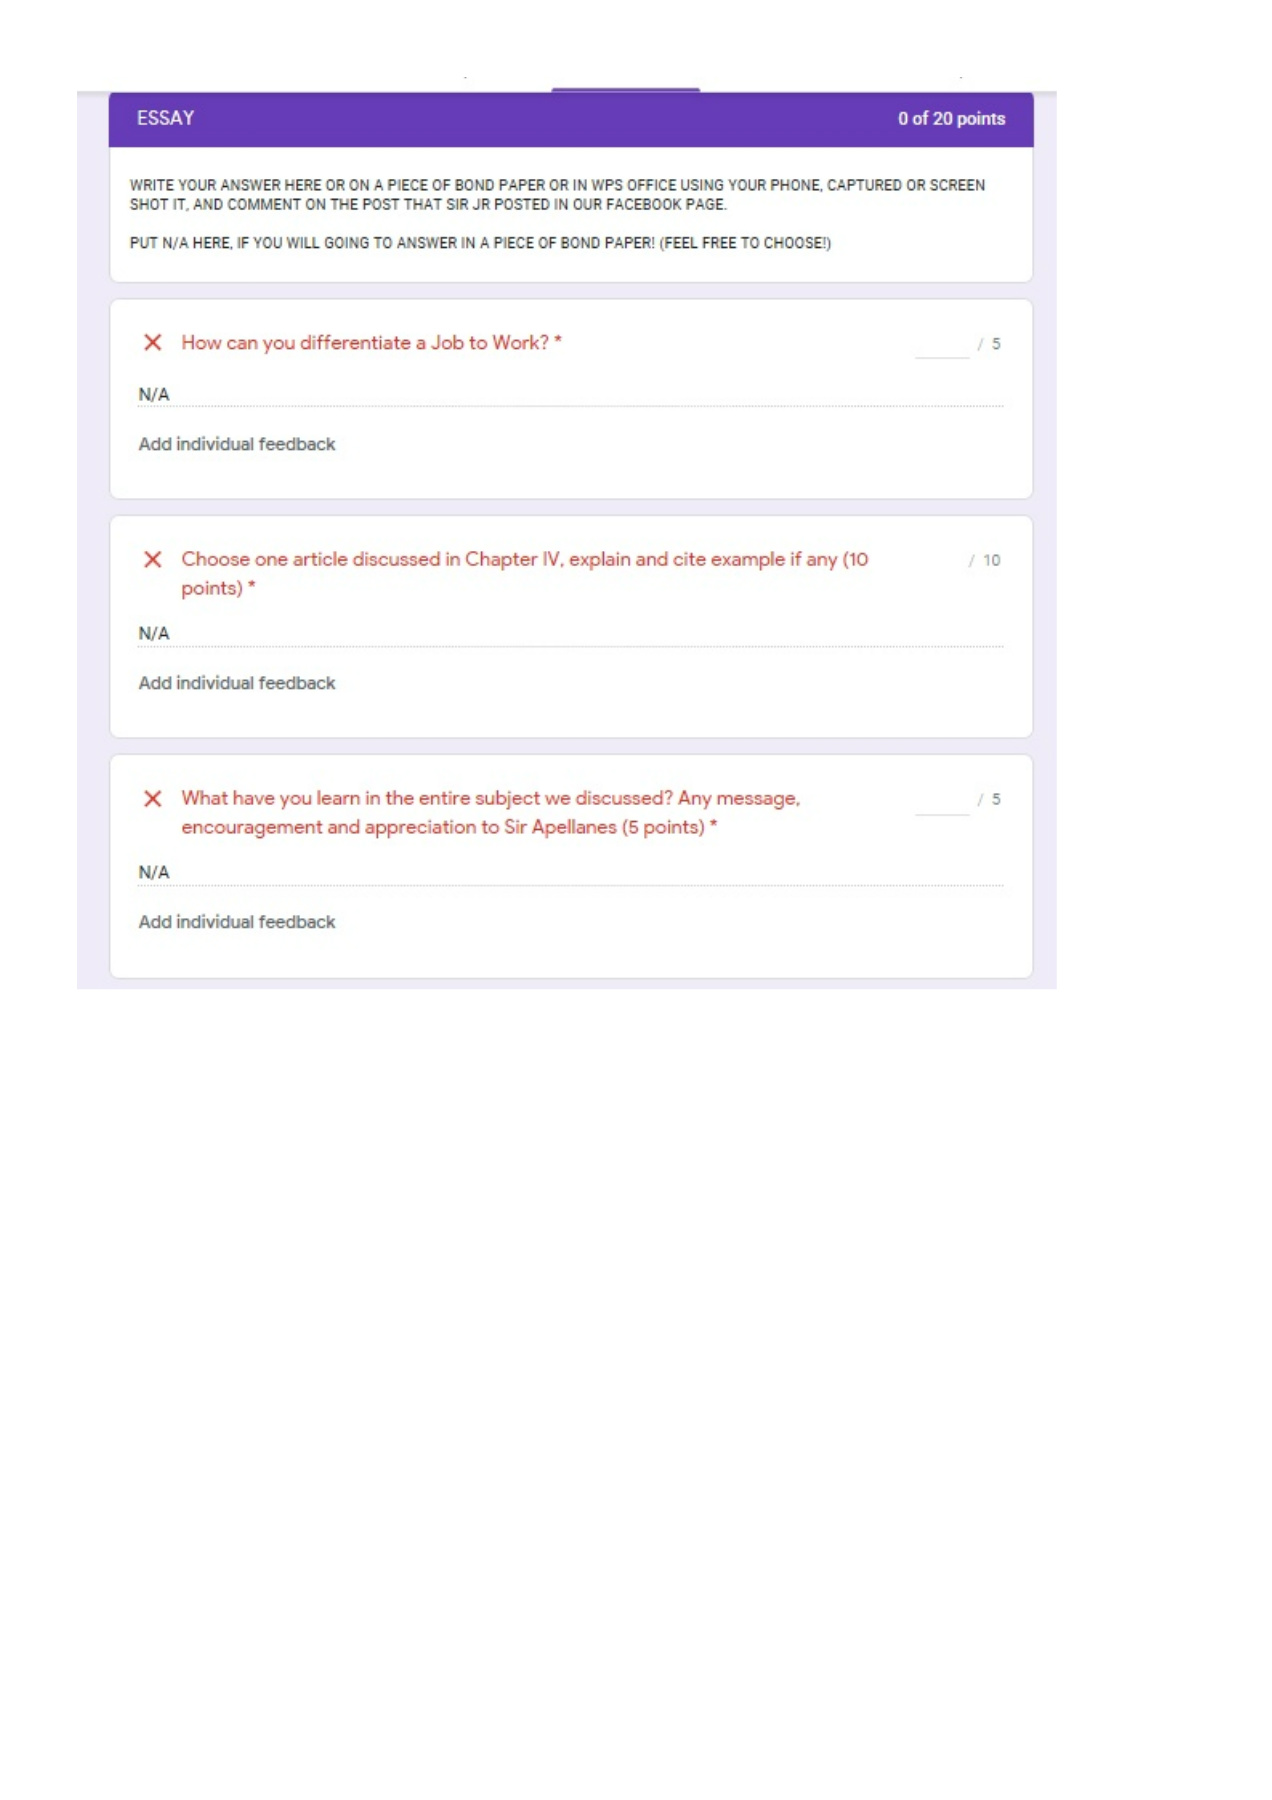 ESSAY 0 of 20 points
WRITE YOUR ANSWER HERE OR ON A PIECE OF BOND PAPER OR IN WPS OFFICE USING YOUR PHONE, CAPTURED OR SCREEN
SHOT IT, AND COMMENT ON THE POST THAT SIR JR POSTED IN OUR FACEBOOK PAGE.
PUT N/A HERE, IF YOU WILL GOING TO ANSWER IN A PIECE OF BOND PAPER! (FEEL FREE TO CHOOSE!)
How can you differentiate a Job to Work? * / 5
N/A
Add individual feedback
Choose one article discussed in Chapter IV, explain and cite example if any (10 / 10
points) *
N/A
Add individual feedback
What have you learn in the entire subject we discussed? Any message, / 5
encouragement and appreciation to Sir Apellanes (5 points) *
N/A
Add individual feedback